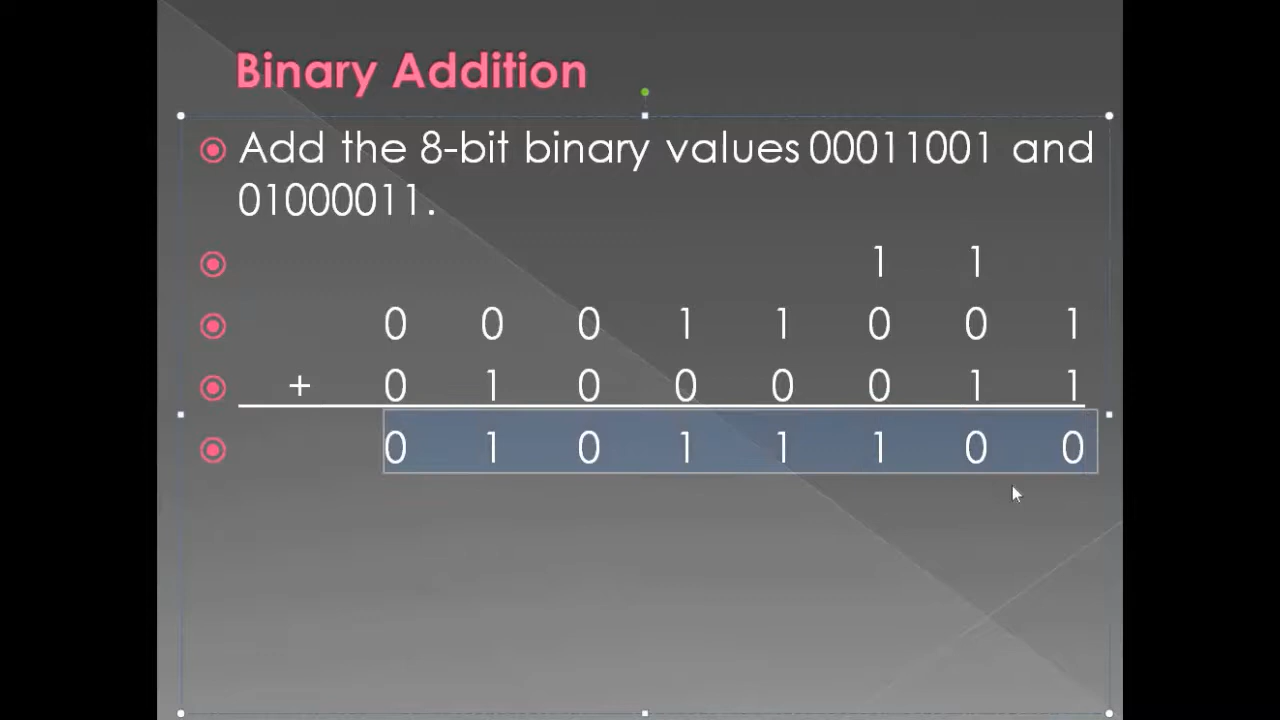 Binary Addition
Add the 8-bit binary values 00011001 and
01000011.
1 1
0 0 0 1 1 0 0 1
+ 0 1 0 0 0 0 1 1
0 1 0 1 1 1 0 0